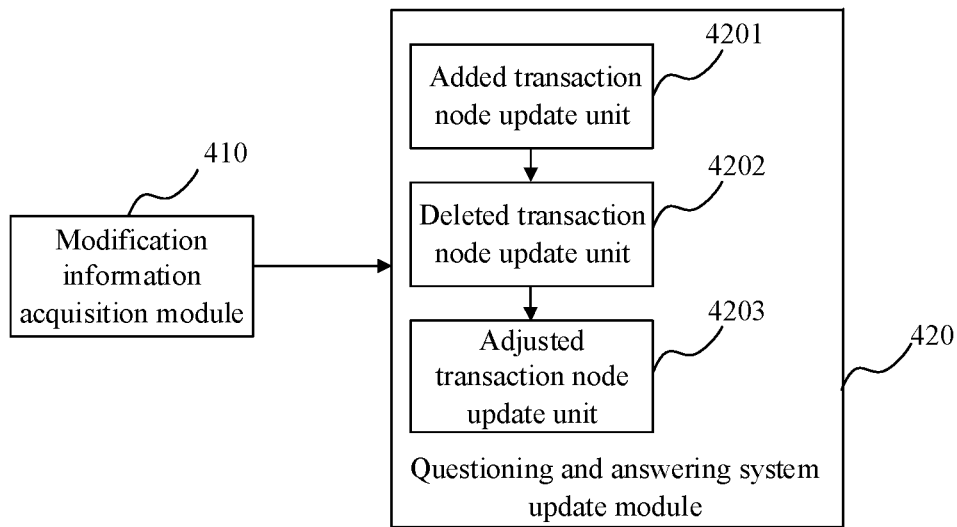 4201
Added transaction
node update unit
410
4202
Modification
information
acquisition module
Deleted transaction
node update unit
4203
Adjusted
transaction node
update unit
420
Questioning and answering system
update module